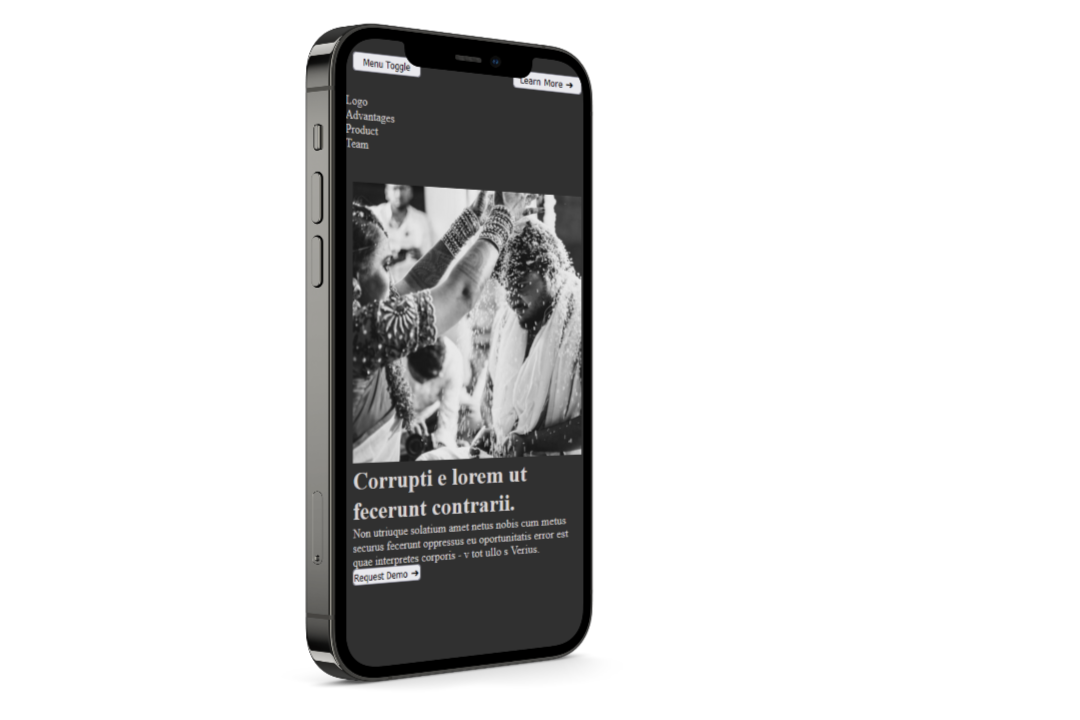 Menu Toggle
Learn More →
Logo
Advantages
Product
Team
Corrupti e lorem ut
fecerunt contrarii.
Non utriuque solatium amet netus nobis cum metus
securus fecerunt oppressus eu oportunitatis error est
quae interpretes corporis - v tot ullo s Verius.
Request Demo →